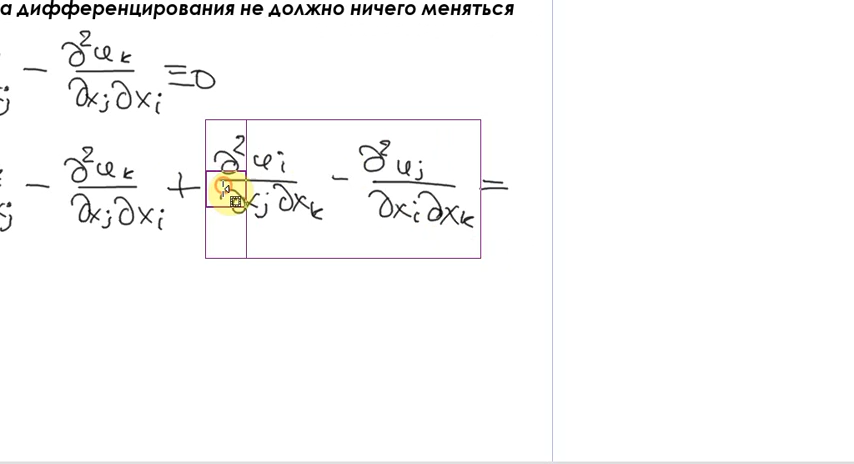 а дифференцирования не должно ничего меняться
j − ∂²u_k/∂x_j∂x_i ≡ 0
j − ∂²u_k/∂x_j∂x_i + ∂²u_i/∂x_j∂x_k − ∂²u_j/∂x_i∂x_k =